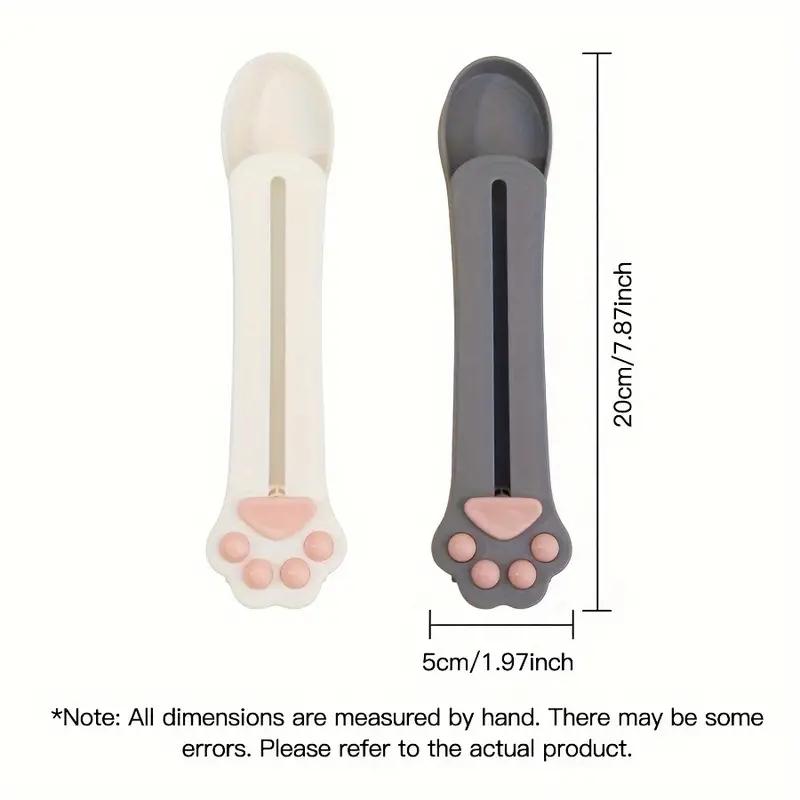 20cm/7.87inch
5cm/1.97inch
*Note: All dimensions are measured by hand. There may be some
errors. Please refer to the actual product.